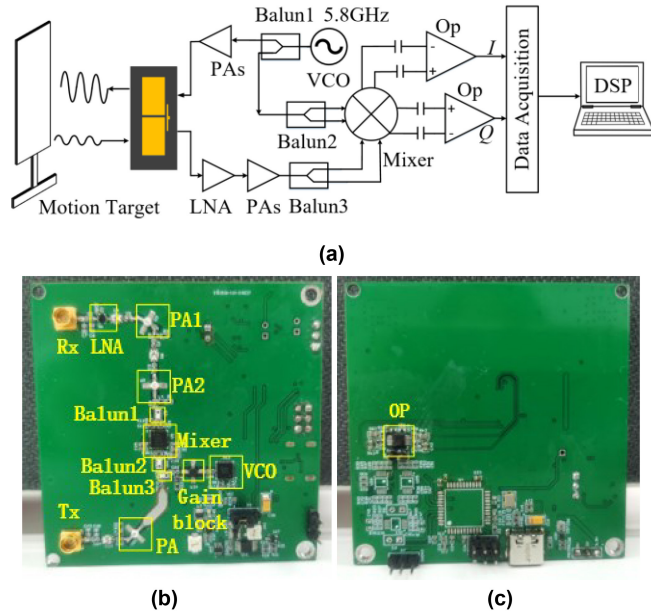 Balun1 5.8GHz
PAs
VCO
Op
I
Op
Q
Balun2
Mixer
Data Acquisition
DSP
Motion Target
LNA
PAs
Balun3
-
+
+
-
(a)
Rx LNA
PA1
PA2
Balun1
Mixer
Balun2
VCO
Balun3
Gain
block
Tx
PA
OP
(b)
(c)